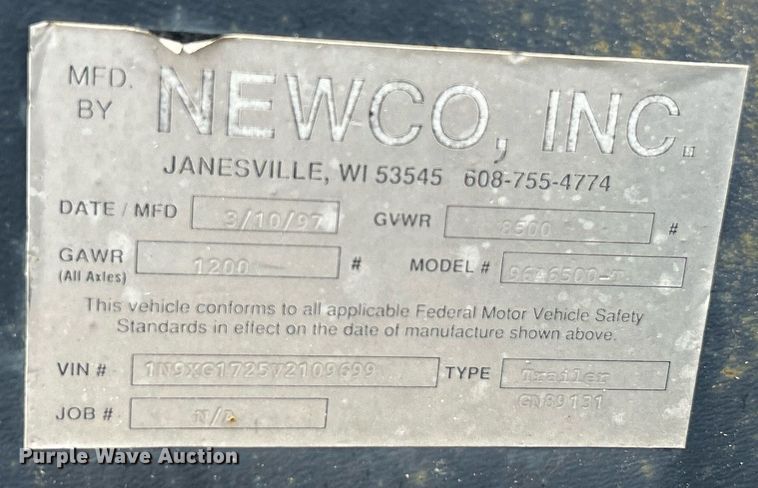 MFD. BY NEWCO, INC.
JANESVILLE, WI 53545 608-755-4774
DATE / MFD 3/10/97 GVWR 8500 #
GAWR (All Axles) 1200 # MODEL #
This vehicle conforms to all applicable Federal Motor Vehicle Safety
Standards in effect on the date of manufacture shown above.
VIN # 1N9XG1725V2109699 TYPE Trailer
GN89131
JOB # N/A
Purple Wave Auction